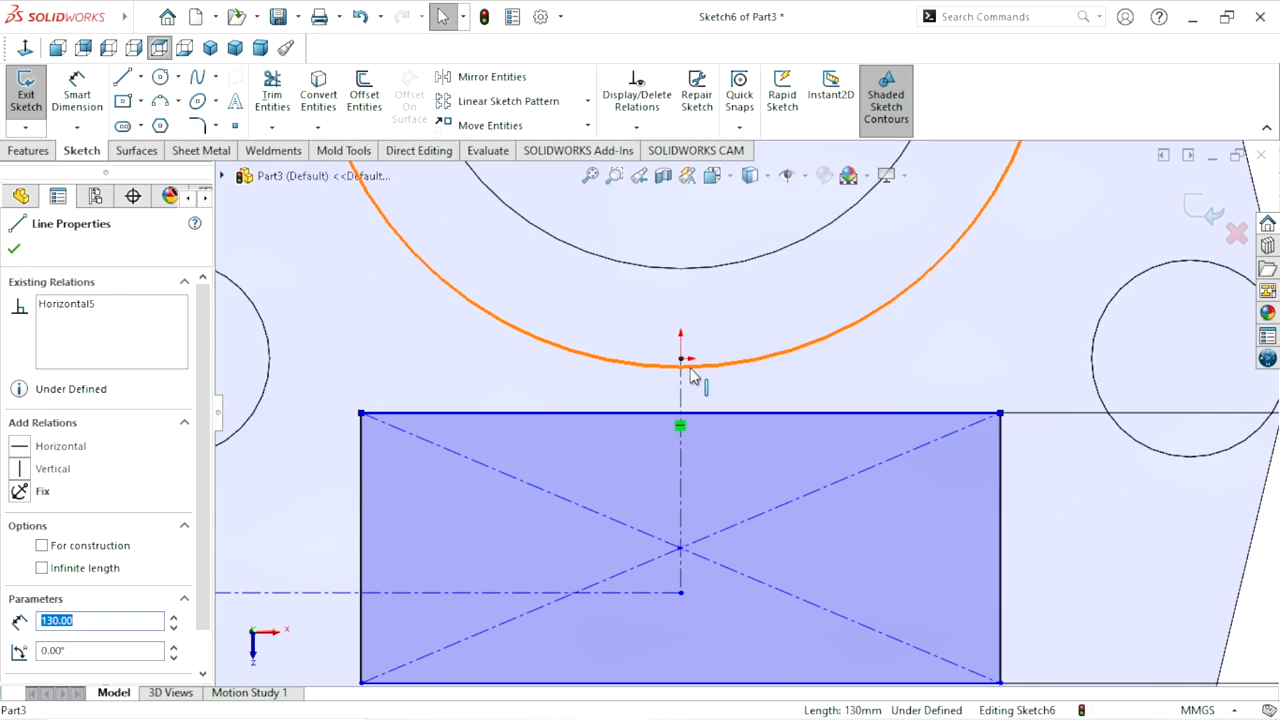 SOLIDWORKS
Sketch6 of Part3 *
Search Commands
Exit Sketch
Smart Dimension
Trim Entities
Convert Entities
Offset Entities
Offset On Surface
Mirror Entities
Linear Sketch Pattern
Move Entities
Display/Delete Relations
Repair Sketch
Quick Snaps
Rapid Sketch
Instant2D
Shaded Sketch Contours
Features
Sketch
Surfaces
Sheet Metal
Weldments
Mold Tools
Direct Editing
Evaluate
SOLIDWORKS Add-Ins
SOLIDWORKS CAM
Part3 (Default) <<Default...
Line Properties
Existing Relations
Horizontal5
Under Defined
Add Relations
Horizontal
Vertical
Fix
Options
For construction
Infinite length
Parameters
130.00
0.00°
x
z
Model
3D Views
Motion Study 1
Part3
Length: 130mm
Under Defined
Editing Sketch6
MMGS